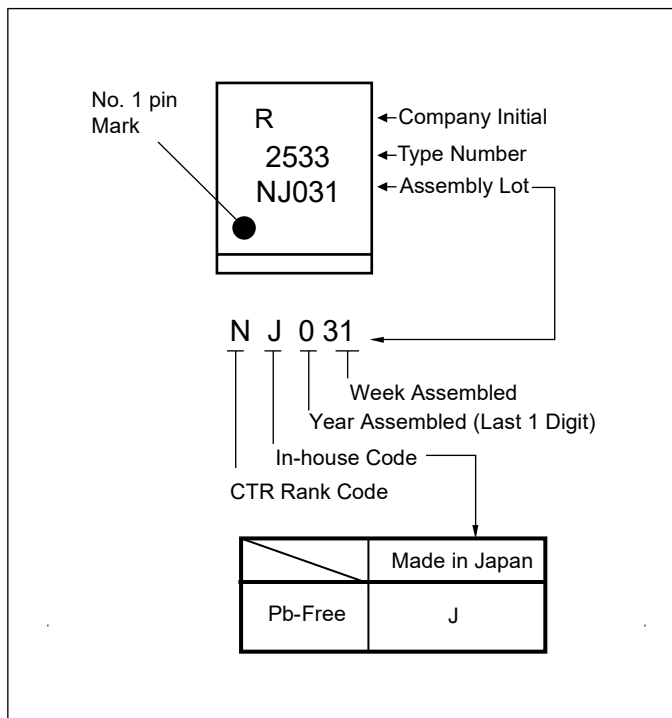 No. 1 pin
Mark
R
2533
NJ031
Company Initial
Type Number
Assembly Lot
N J 0 31
Week Assembled
Year Assembled (Last 1 Digit)
In-house Code
CTR Rank Code
Made in Japan
Pb-Free J